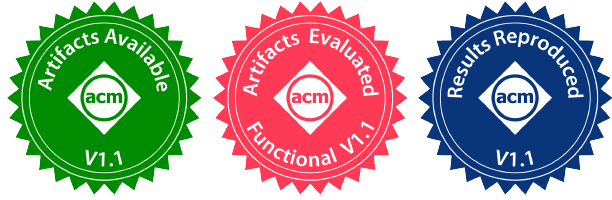 Artifacts Available
acm
V1.1
Artifacts Evaluated
acm
Functional V1.1
Results Reproduced
acm
V1.1